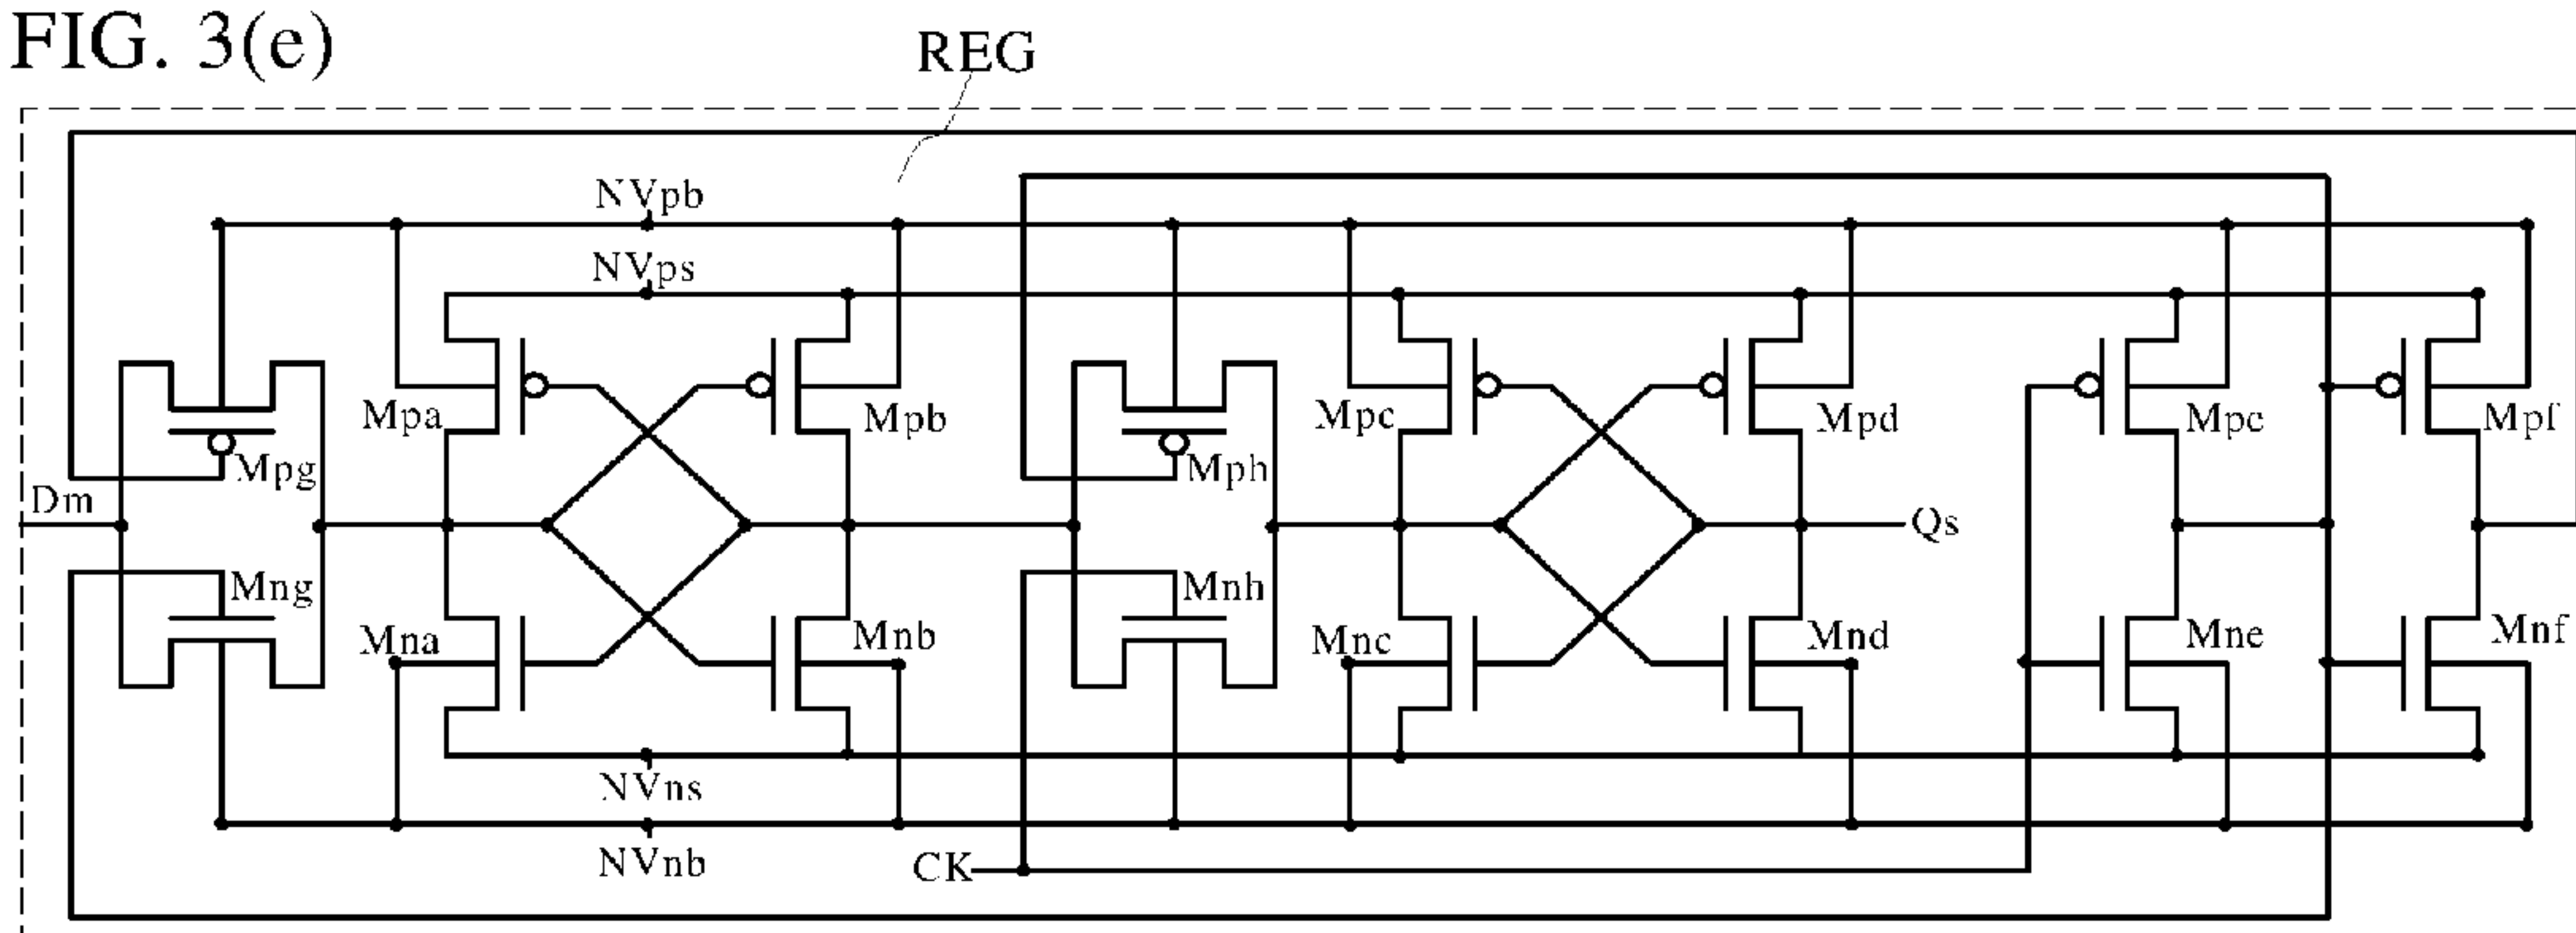 FIG. 3(e)
REG
NVpb
NVps
Mpa
Mpb
Mpc
Mpd
Mpe
Mpf
Mpg
Mph
Dm
Qs
Mng
Mnh
Mna
Mnb
Mnc
Mnd
Mne
Mnf
NVns
NVnb
CK